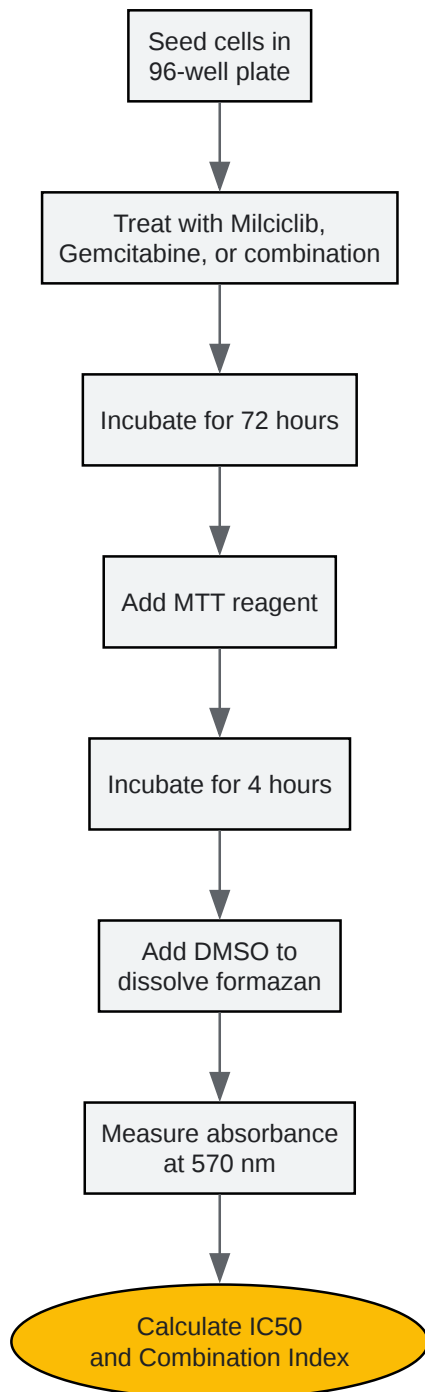 Seed cells in
96-well plate
Treat with Milciclib,
Gemcitabine, or combination
Incubate for 72 hours
Add MTT reagent
Incubate for 4 hours
Add DMSO to
dissolve formazan
Measure absorbance
at 570 nm
Calculate IC50
and Combination Index